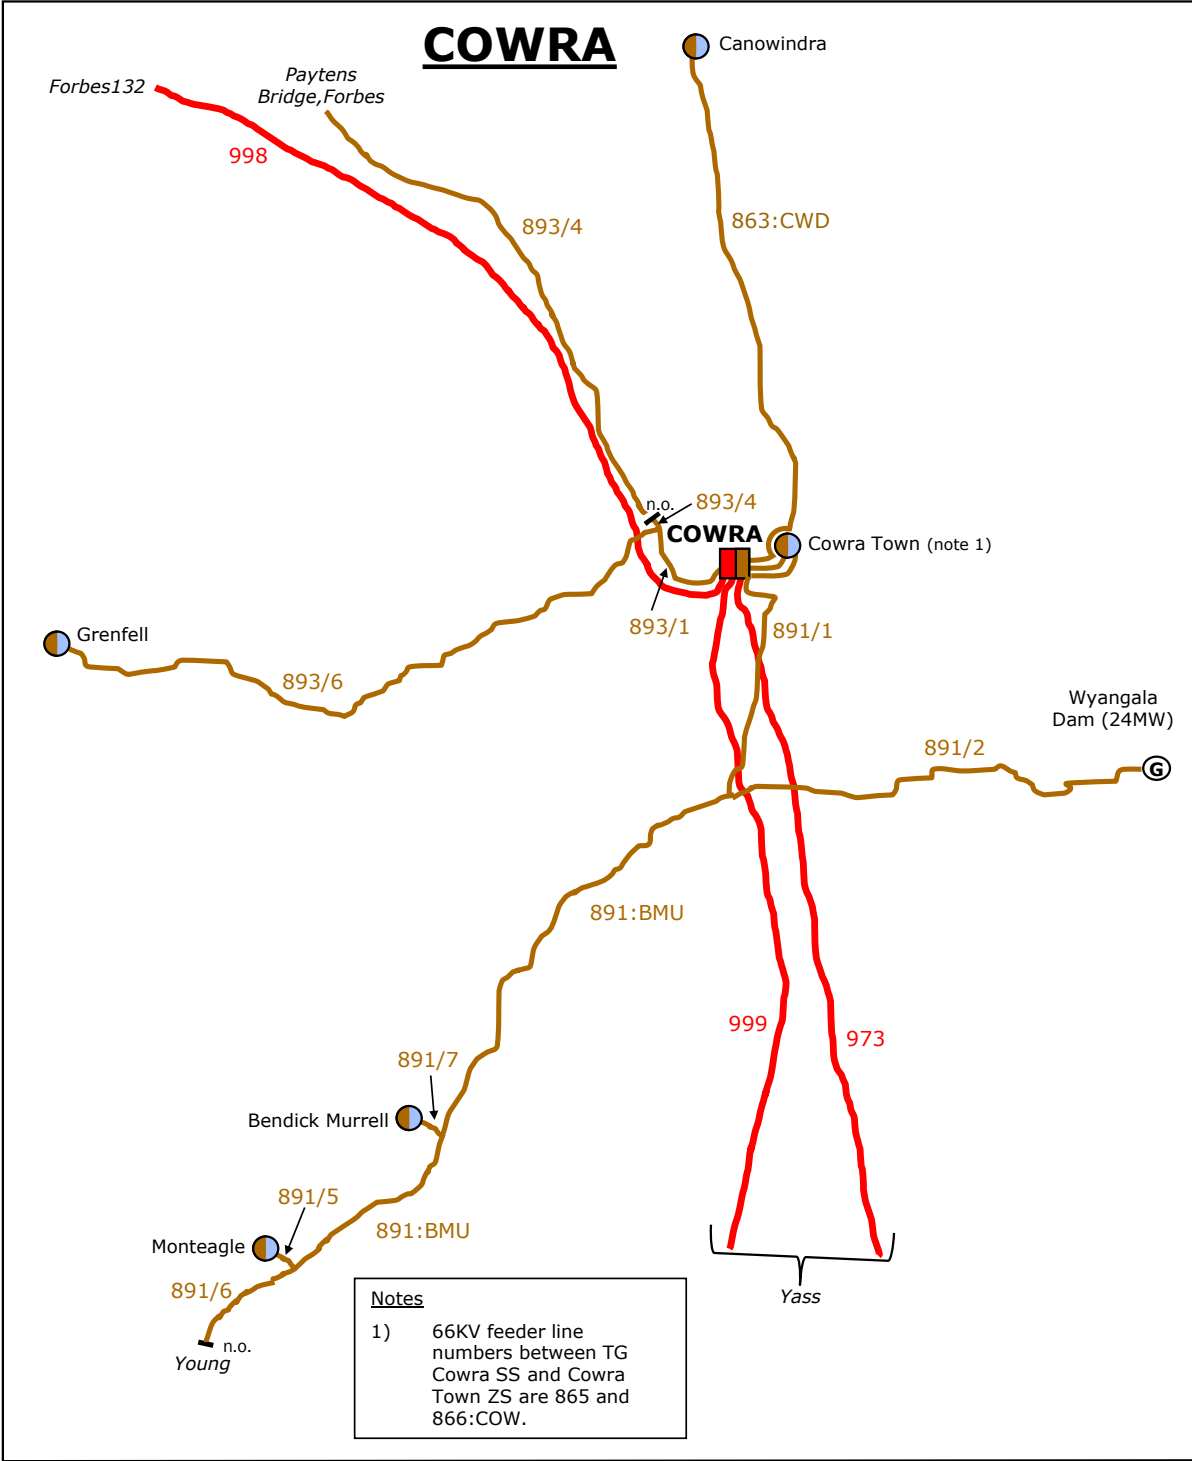 COWRA
Canowindra
Forbes132
Paytens
Bridge,Forbes
998
893/4
863:CWD
n.o.
893/4
COWRA
Cowra Town (note 1)
893/1
891/1
Grenfell
893/6
Wyangala
Dam (24MW)
891/2
G
891:BMU
999
973
891/7
Bendick Murrell
891/5
891:BMU
Monteagle
891/6
n.o.
Young
Yass
Notes
1) 66KV feeder line
numbers between TG
Cowra SS and Cowra
Town ZS are 865 and
866:COW.